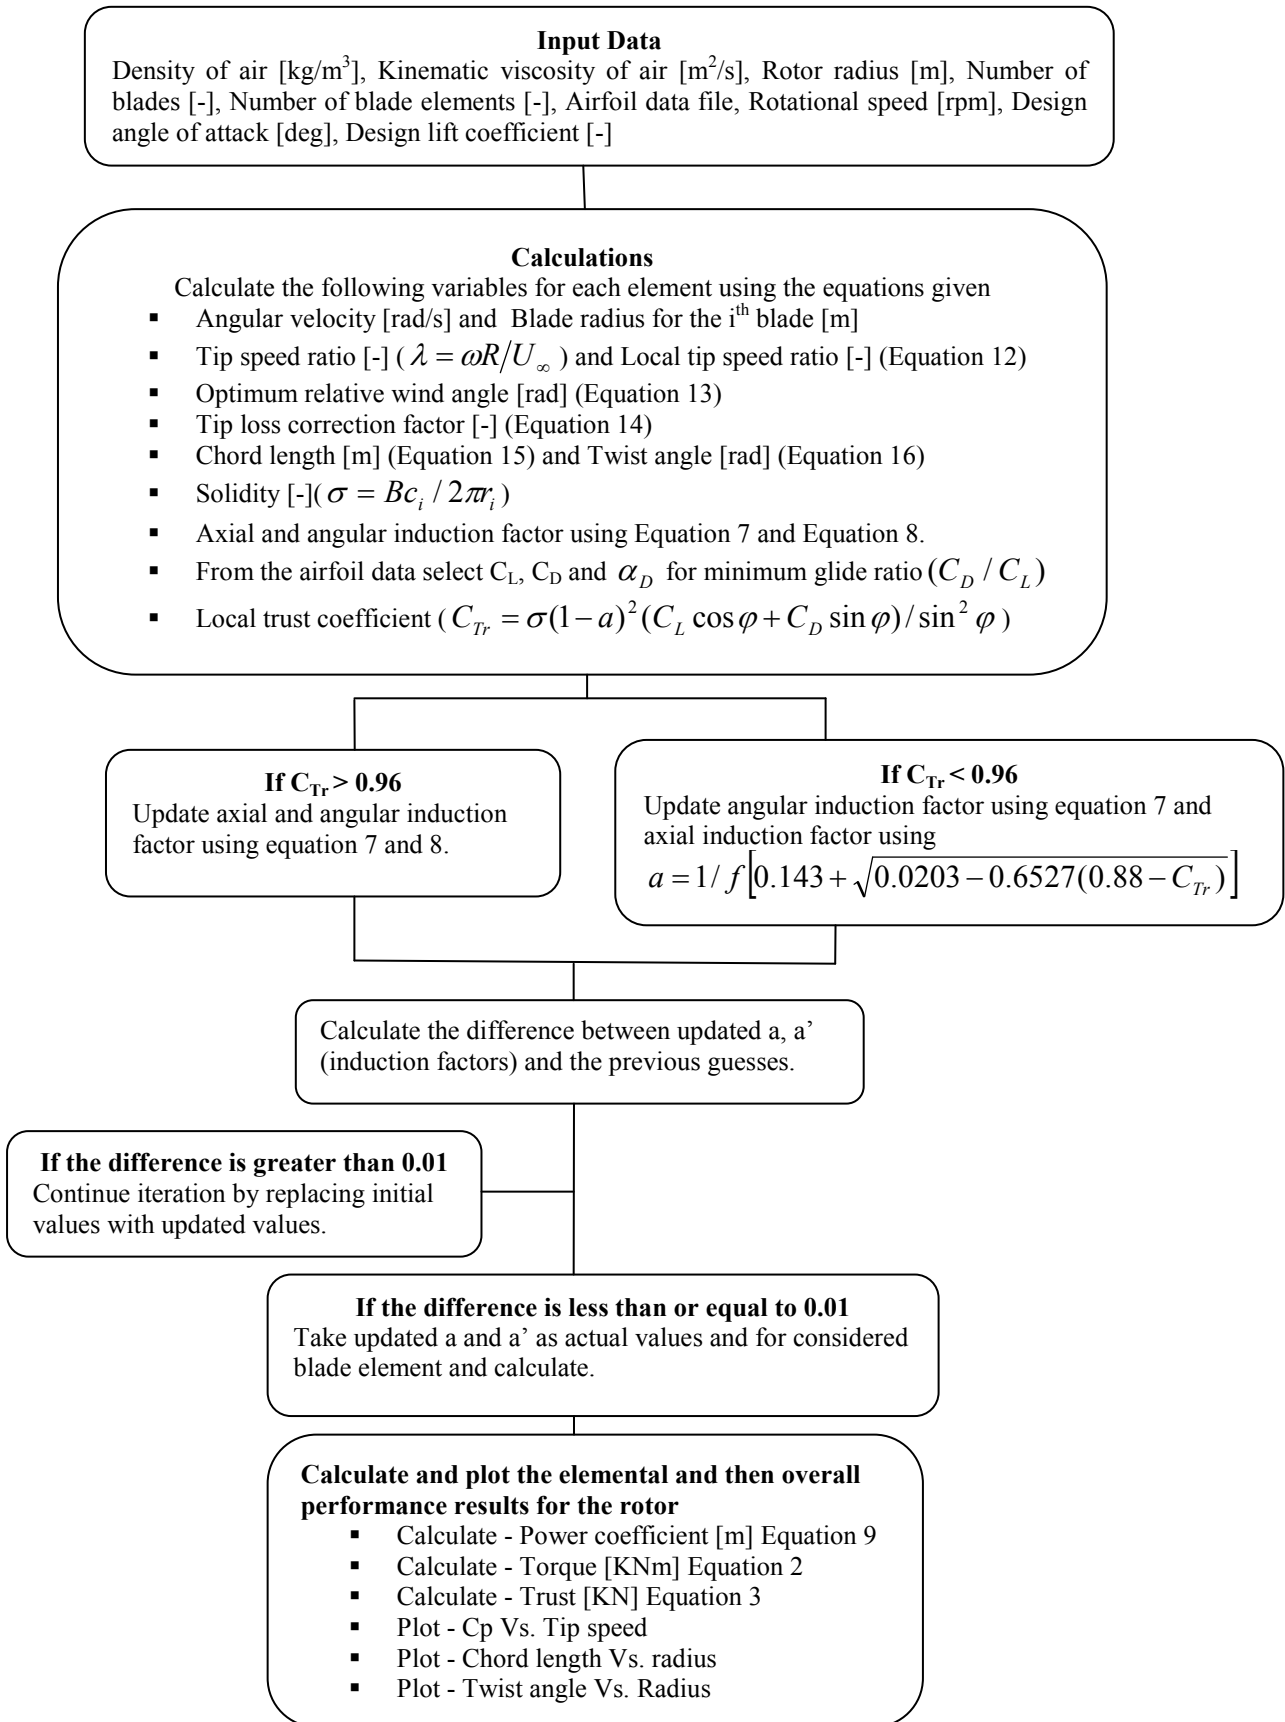 Input Data
Density of air [kg/m³], Kinematic viscosity of air [m²/s], Rotor radius [m], Number of
blades [-], Number of blade elements [-], Airfoil data file, Rotational speed [rpm], Design
angle of attack [deg], Design lift coefficient [-]
Calculations
Calculate the following variables for each element using the equations given
▪ Angular velocity [rad/s] and Blade radius for the iᵗʰ blade [m]
▪ Tip speed ratio [-] ( λ = ωR/U∞ ) and Local tip speed ratio [-] (Equation 12)
▪ Optimum relative wind angle [rad] (Equation 13)
▪ Tip loss correction factor [-] (Equation 14)
▪ Chord length [m] (Equation 15) and Twist angle [rad] (Equation 16)
▪ Solidity [-]( σ = Bc_i / 2πr_i )
▪ Axial and angular induction factor using Equation 7 and Equation 8.
▪ From the airfoil data select C_L, C_D and α_D for minimum glide ratio (C_D / C_L)
▪ Local trust coefficient ( C_Tr = σ(1−a)²(C_L cos φ + C_D sin φ)/sin² φ )
If C_Tr > 0.96
Update axial and angular induction
factor using equation 7 and 8.
If C_Tr < 0.96
Update angular induction factor using equation 7 and
axial induction factor using
a = 1/ f[0.143 + √(0.0203 − 0.6527(0.88 − C_Tr))]
Calculate the difference between updated a, a’
(induction factors) and the previous guesses.
If the difference is greater than 0.01
Continue iteration by replacing initial
values with updated values.
If the difference is less than or equal to 0.01
Take updated a and a’ as actual values and for considered
blade element and calculate.
Calculate and plot the elemental and then overall
performance results for the rotor
▪ Calculate - Power coefficient [m] Equation 9
▪ Calculate - Torque [KNm] Equation 2
▪ Calculate - Trust [KN] Equation 3
▪ Plot - Cp Vs. Tip speed
▪ Plot - Chord length Vs. radius
▪ Plot - Twist angle Vs. Radius